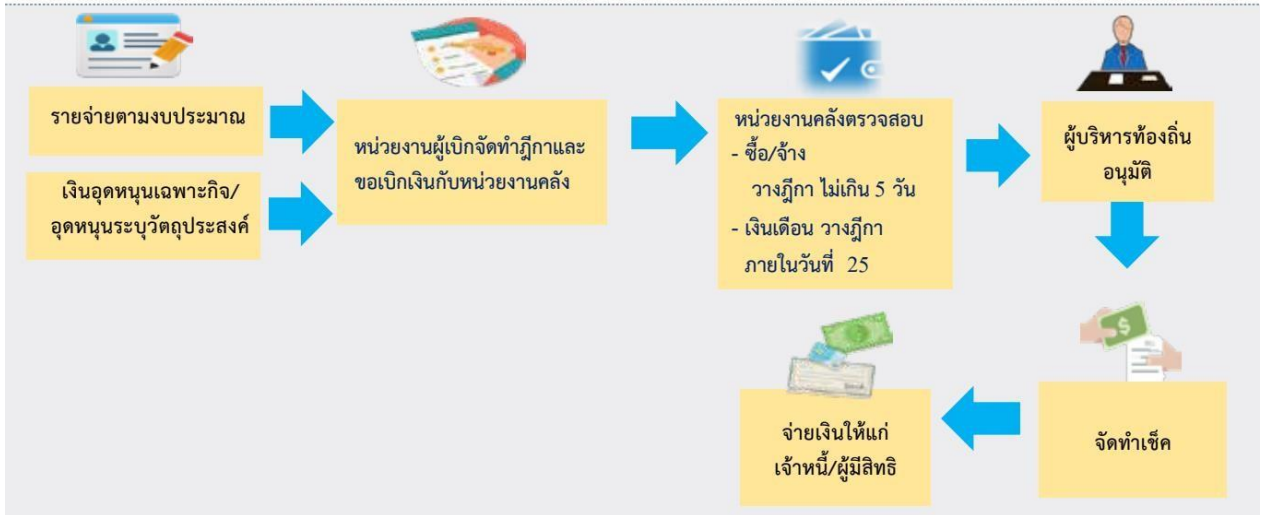 รายจ่ายตามงบประมาณ
เงินอุดหนุนเฉพาะกิจ/
อุดหนุนระบุวัตถุประสงค์
หน่วยงานผู้เบิกจัดทำฎีกาและ
ขอเบิกเงินกับหน่วยงานคลัง
หน่วยงานคลังตรวจสอบ
- ซื้อ/จ้าง
วางฎีกา ไม่เกิน 5 วัน
- เงินเดือน วางฎีกา
ภายในวันที่ 25
ผู้บริหารท้องถิ่น
อนุมัติ
จัดทำเช็ค
จ่ายเงินให้แก่
เจ้าหนี้/ผู้มีสิทธิ